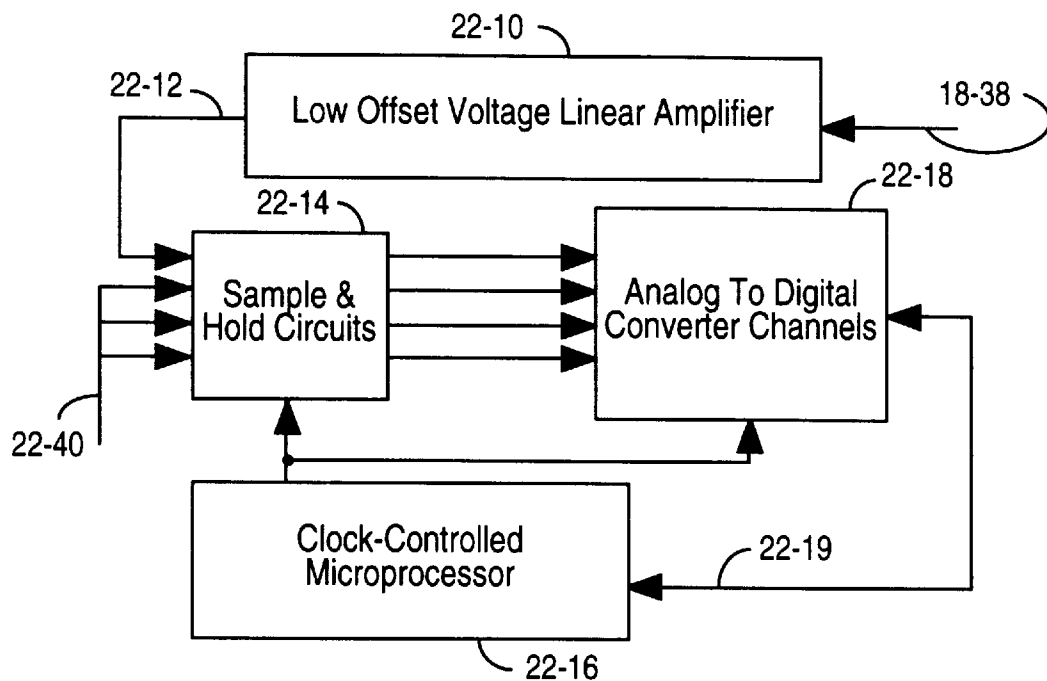 22-10
22-12
Low Offset Voltage Linear Amplifier
18-38
22-18
22-14
Sample &
Hold Circuits
Analog To Digital
Converter Channels
22-40
Clock-Controlled
Microprocessor
22-19
22-16